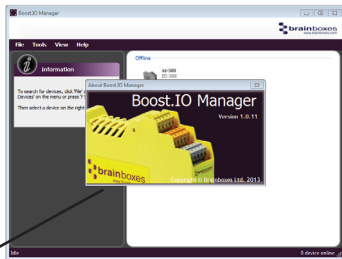 Boost.IO Manager
brainboxes
www.brainboxes.com
File Tools View Help
Information
To search for devices, click 'File'
Devices' on the menu or press
Then select a device on the right
Offline
ED-588
About Boost.IO Manager
Boost.IO Manager
Version 1.0.11
brainboxes
Copyright © Brainboxes Ltd. 2013
Idle
0 device online